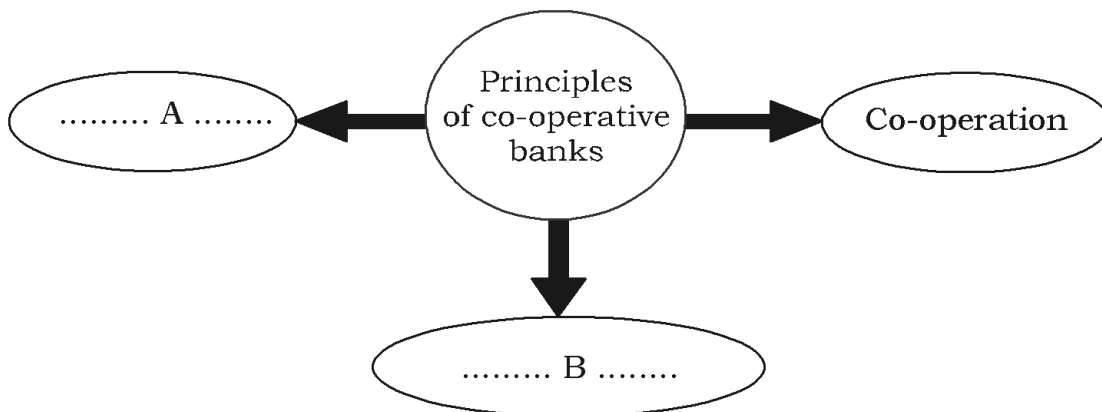 Principles
of co-operative
banks
......... A ........
Co-operation
......... B ........